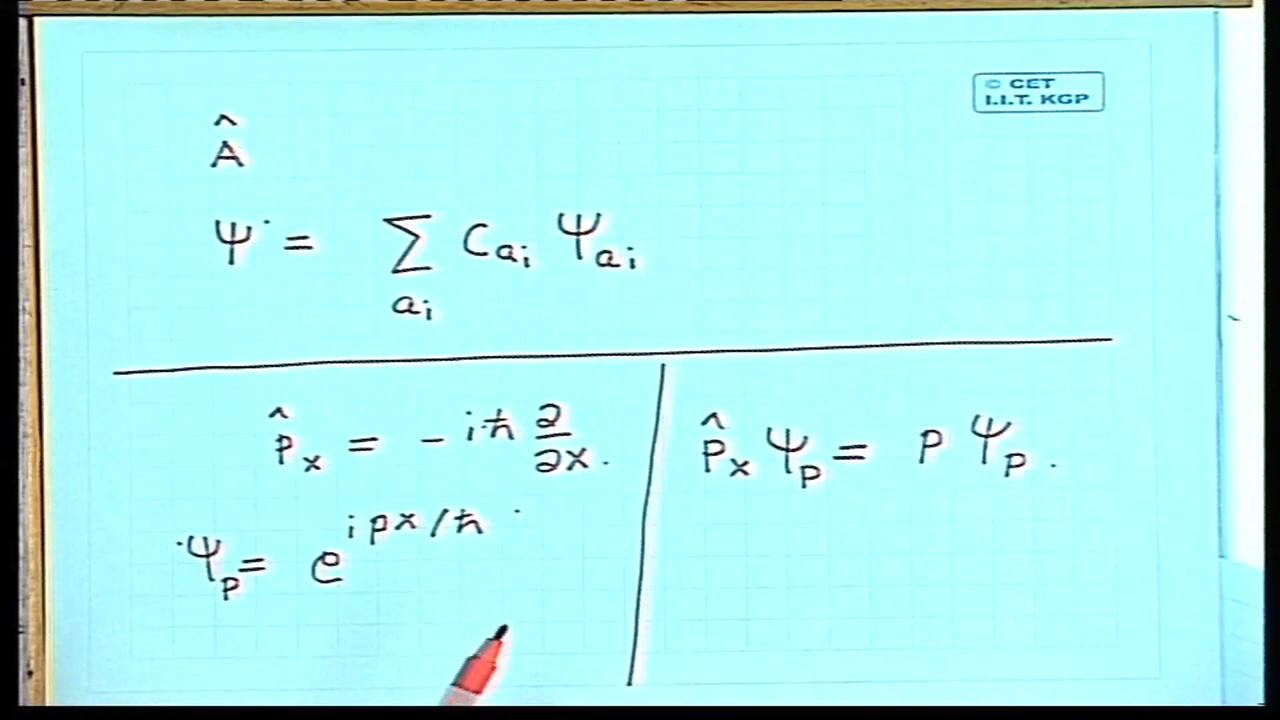 © CET
I.I.T. KGP
Â
Ψ = ∑ C_{a_i} Ψ_{a_i}
a_i
p̂_x = - iħ ∂/∂x.
Ψ_p = e^{ipx/ħ}
p̂_x Ψ_p = p Ψ_p.